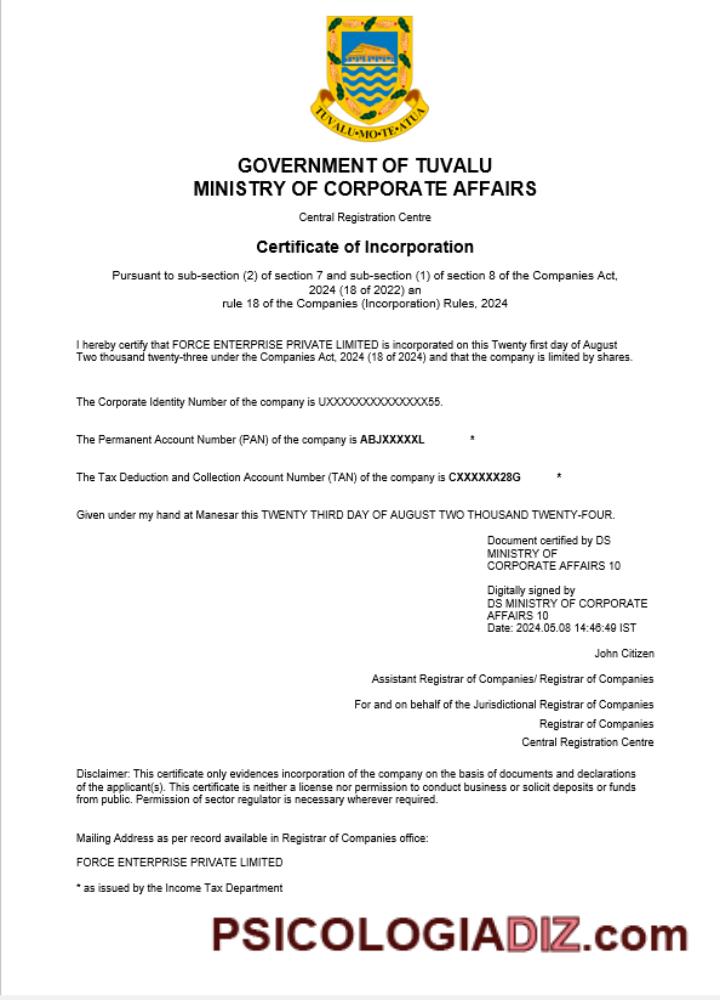 TUVALU•MO•TE•ATUA
GOVERNMENT OF TUVALU
MINISTRY OF CORPORATE AFFAIRS
Central Registration Centre
Certificate of Incorporation
Pursuant to sub-section (2) of section 7 and sub-section (1) of section 8 of the Companies Act,
2024 (18 of 2022) an
rule 18 of the Companies (Incorporation) Rules, 2024
I hereby certify that FORCE ENTERPRISE PRIVATE LIMITED is incorporated on this Twenty first day of August
Two thousand twenty-three under the Companies Act, 2024 (18 of 2024) and that the company is limited by shares.
The Corporate Identity Number of the company is UXXXXXXXXXXXXXXX55.
The Permanent Account Number (PAN) of the company is ABJXXXXXL *
The Tax Deduction and Collection Account Number (TAN) of the company is CXXXXXX28G *
Given under my hand at Manesar this TWENTY THIRD DAY OF AUGUST TWO THOUSAND TWENTY-FOUR.
Document certified by DS
MINISTRY OF
CORPORATE AFFAIRS 10
Digitally signed by
DS MINISTRY OF CORPORATE
AFFAIRS 10
Date: 2024.05.08 14:46:49 IST
John Citizen
Assistant Registrar of Companies/ Registrar of Companies
For and on behalf of the Jurisdictional Registrar of Companies
Registrar of Companies
Central Registration Centre
Disclaimer: This certificate only evidences incorporation of the company on the basis of documents and declarations
of the applicant(s). This certificate is neither a license nor permission to conduct business or solicit deposits or funds
from public. Permission of sector regulator is necessary wherever required.
Mailing Address as per record available in Registrar of Companies office:
FORCE ENTERPRISE PRIVATE LIMITED
* as issued by the Income Tax Department
PSICOLOGIADIZ.com